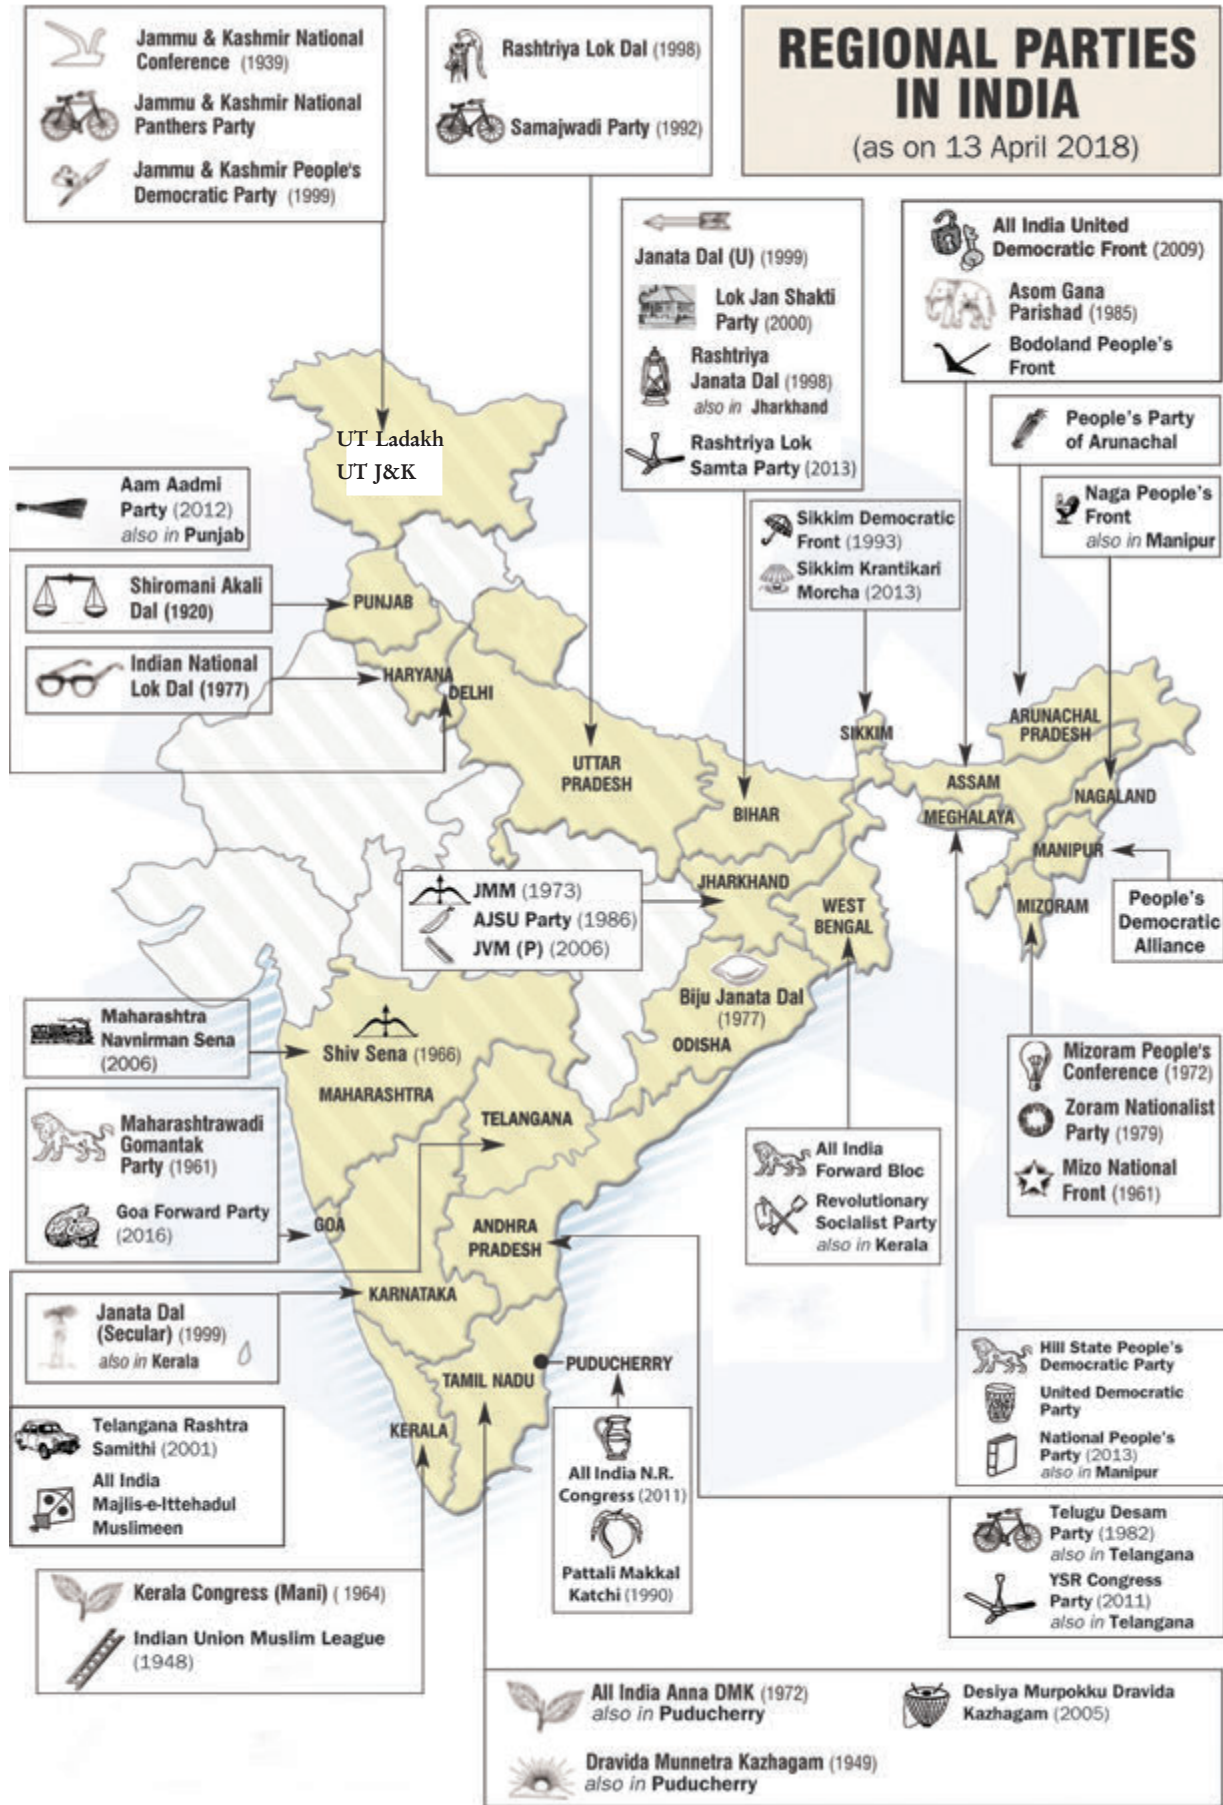 REGIONAL PARTIES
IN INDIA
(as on 13 April 2018)
Jammu & Kashmir National
Conference (1939)
Jammu & Kashmir National
Panthers Party
Jammu & Kashmir People's
Democratic Party (1999)
Rashtriya Lok Dal (1998)
Samajwadi Party (1992)
Janata Dal (U) (1999)
Lok Jan Shakti
Party (2000)
Rashtriya
Janata Dal (1998)
also in Jharkhand
Rashtriya Lok
Samta Party (2013)
All India United
Democratic Front (2009)
Asom Gana
Parishad (1985)
Bodoland People's
Front
People's Party
of Arunachal
Naga People's
Front
also in Manipur
Sikkim Democratic
Front (1993)
Sikkim Krantikari
Morcha (2013)
UT Ladakh
UT J&K
Aam Aadmi
Party (2012)
also in Punjab
Shiromani Akali
Dal (1920)
Indian National
Lok Dal (1977)
PUNJAB
HARYANA
DELHI
UTTAR
PRADESH
BIHAR
SIKKIM
ARUNACHAL
PRADESH
ASSAM
NAGALAND
MEGHALAYA
MANIPUR
MIZORAM
JHARKHAND
WEST
BENGAL
JMM (1973)
AJSU Party (1986)
JVM (P) (2006)
People's
Democratic
Alliance
Biju Janata Dal
(1977)
ODISHA
Maharashtra
Navnirman Sena
(2006)
Shiv Sena (1966)
MAHARASHTRA
TELANGANA
Mizoram People's
Conference (1972)
Zoram Nationalist
Party (1979)
Mizo National
Front (1961)
Maharashtrawadi
Gomantak
Party (1961)
Goa Forward Party
(2016)
GOA
ANDHRA
PRADESH
All India
Forward Bloc
Revolutionary
Socialist Party
also in Kerala
KARNATAKA
Janata Dal
(Secular) (1999)
also in Kerala
PUDUCHERRY
TAMIL NADU
KERALA
Hill State People's
Democratic Party
United Democratic
Party
National People's
Party (2013)
also in Manipur
Telangana Rashtra
Samithi (2001)
All India
Majlis-e-Ittehadul
Muslimeen
All India N.R.
Congress (2011)
Pattali Makkal
Katchi (1990)
Telugu Desam
Party (1982)
also in Telangana
YSR Congress
Party (2011)
also in Telangana
Kerala Congress (Mani) ( 1964)
Indian Union Muslim League
(1948)
All India Anna DMK (1972)
also in Puducherry
Desiya Murpokku Dravida
Kazhagam (2005)
Dravida Munnetra Kazhagam (1949)
also in Puducherry